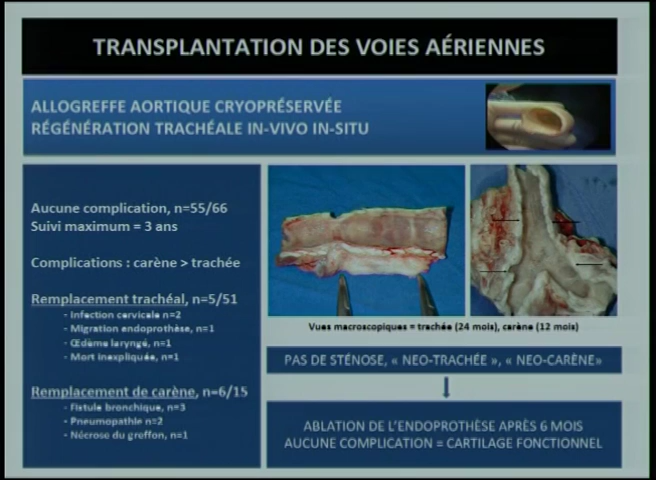 TRANSPLANTATION DES VOIES AÉRIENNES
ALLOGREFFE AORTIQUE CRYOPRÉSERVÉE
RÉGÉNÉRATION TRACHÉALE IN-VIVO IN-SITU
Aucune complication, n=55/66
Suivi maximum = 3 ans
Complications : carène > trachée
Remplacement trachéal, n=5/51
- Infection cervicale n=2
- Migration endoprothèse, n=1
- Œdème laryngé, n=1
- Mort inexpliquée, n=1
Remplacement de carène, n=6/15
- Fistule bronchique, n=3
- Pneumopathie n=2
- Nécrose du greffon, n=1
Vues macroscopiques = trachée (24 mois), carène (12 mois)
PAS DE STÉNOSE, « NEO-TRACHÉE », « NEO-CARÈNE»
ABLATION DE L'ENDOPROTHÈSE APRÈS 6 MOIS
AUCUNE COMPLICATION = CARTILAGE FONCTIONNEL